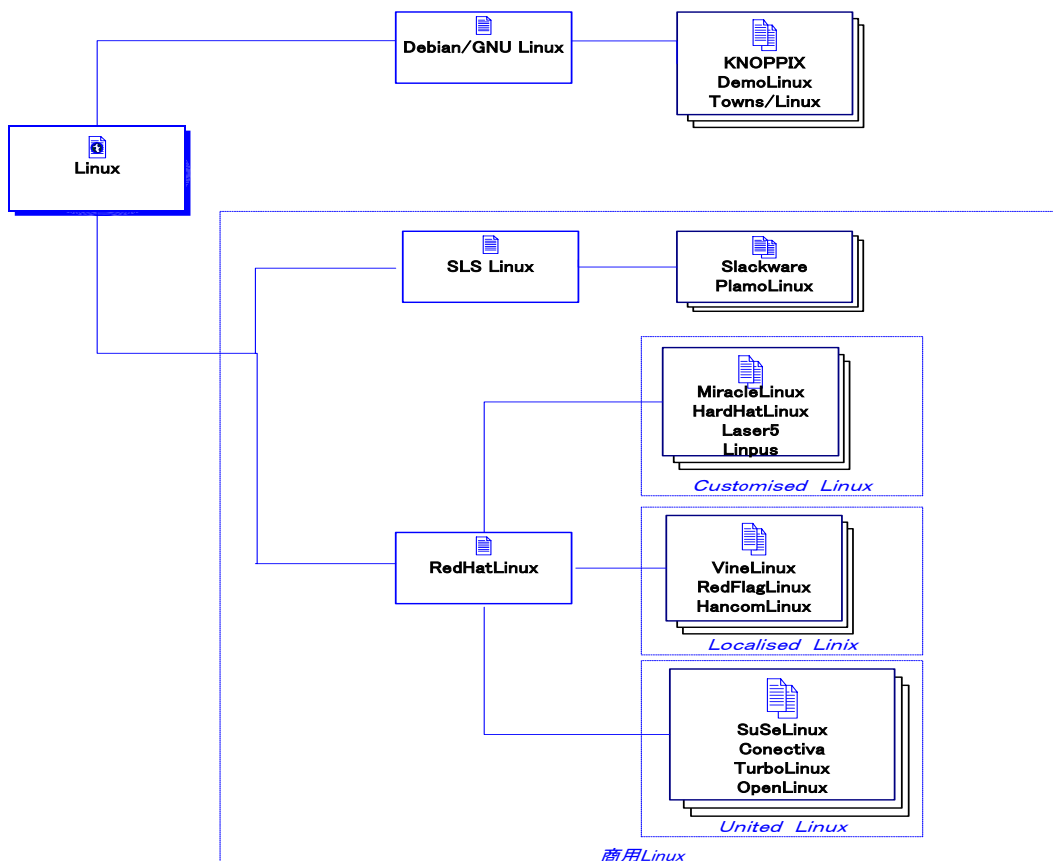 Debian/GNU Linux
KNOPPIX
DemoLinux
Towns/Linux
Linux
SLS Linux
Slackware
PlamoLinux
MiracleLinux
HardHatLinux
Laser5
Linpus
Customised Linux
RedHatLinux
VineLinux
RedFlagLinux
HancomLinux
Localised Linix
SuSeLinux
Conectiva
TurboLinux
OpenLinux
United Linux
商用Linux